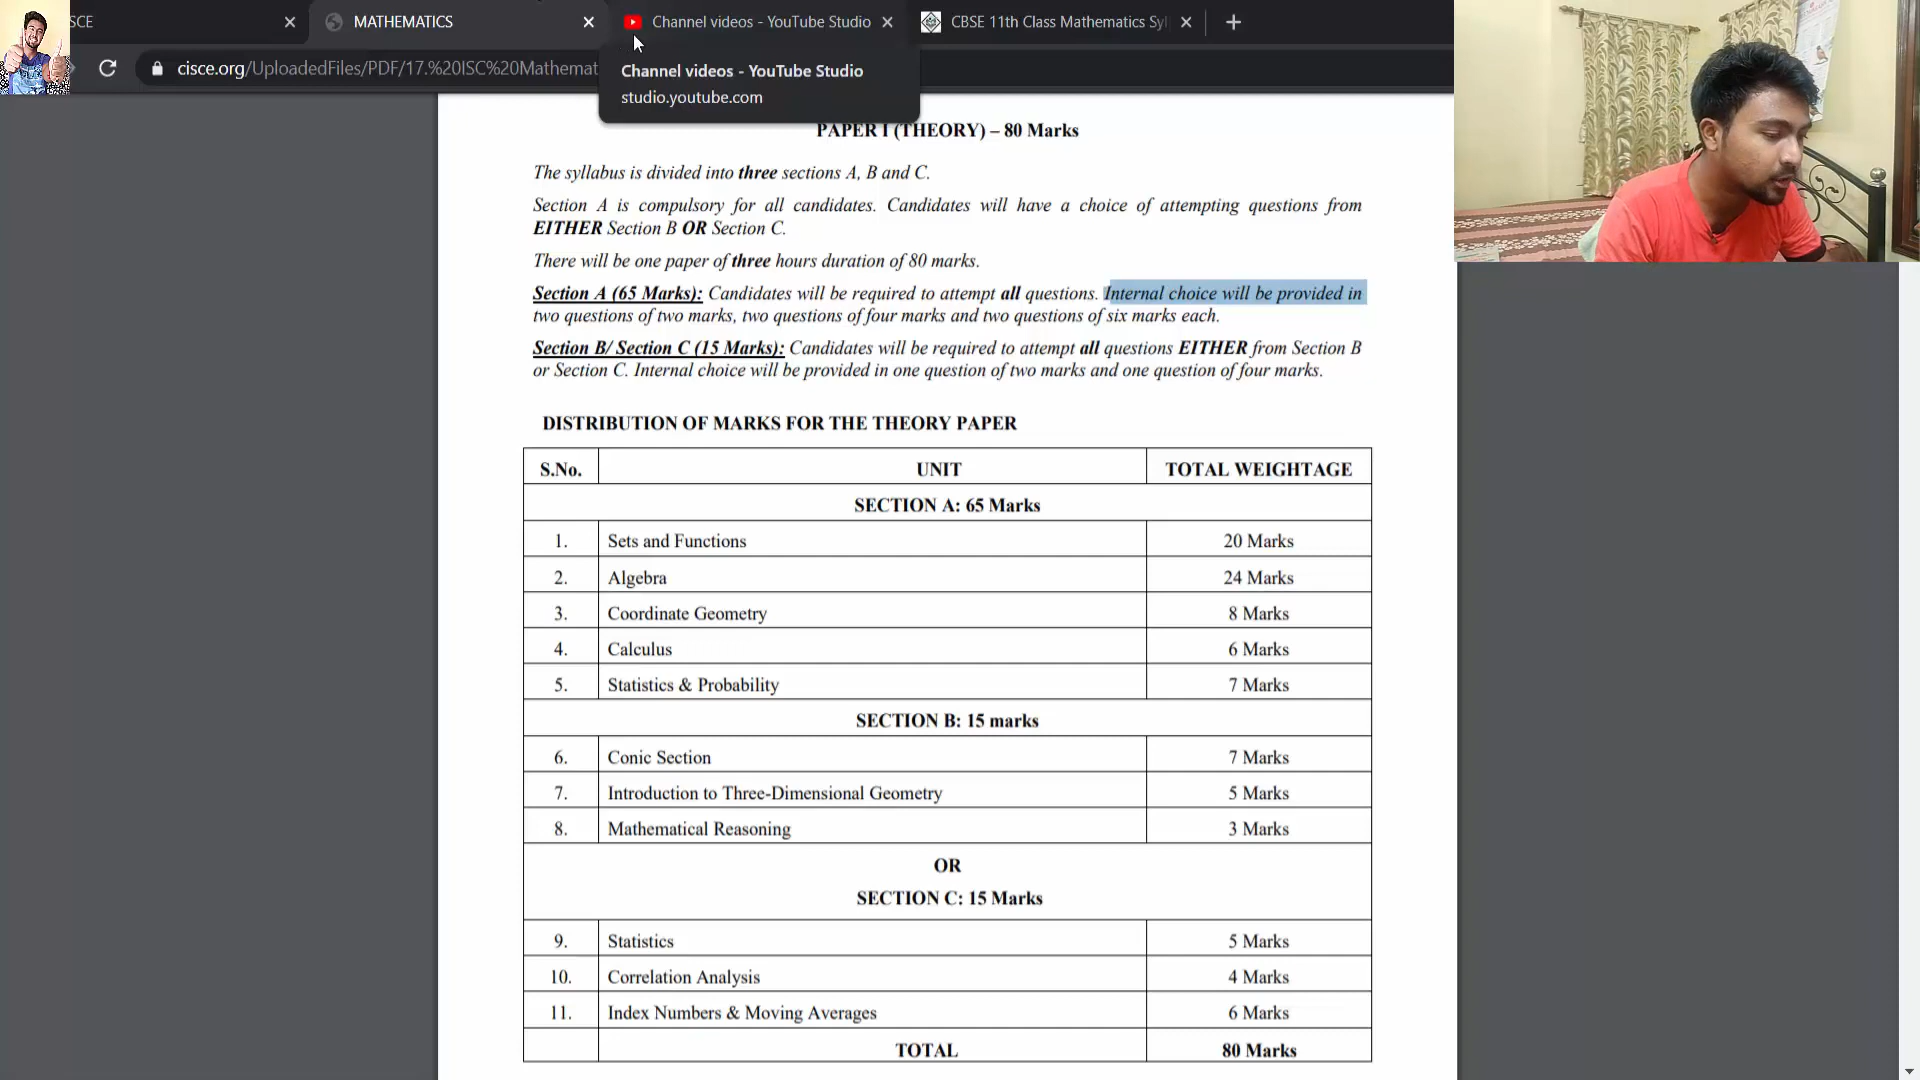 SCE
MATHEMATICS
Channel videos - YouTube Studio
CBSE 11th Class Mathematics Syl
cisce.org/UploadedFiles/PDF/17.%20ISC%20Mathemat
Channel videos - YouTube Studio
studio.youtube.com
PAPER I (THEORY) – 80 Marks
The syllabus is divided into three sections A, B and C.
Section A is compulsory for all candidates. Candidates will have a choice of attempting questions from
EITHER Section B OR Section C.
There will be one paper of three hours duration of 80 marks.
Section A (65 Marks): Candidates will be required to attempt all questions. Internal choice will be provided in
two questions of two marks, two questions of four marks and two questions of six marks each.
Section B/ Section C (15 Marks): Candidates will be required to attempt all questions EITHER from Section B
or Section C. Internal choice will be provided in one question of two marks and one question of four marks.
DISTRIBUTION OF MARKS FOR THE THEORY PAPER
S.No. UNIT TOTAL WEIGHTAGE
SECTION A: 65 Marks
1. Sets and Functions 20 Marks
2. Algebra 24 Marks
3. Coordinate Geometry 8 Marks
4. Calculus 6 Marks
5. Statistics & Probability 7 Marks
SECTION B: 15 marks
6. Conic Section 7 Marks
7. Introduction to Three-Dimensional Geometry 5 Marks
8. Mathematical Reasoning 3 Marks
OR
SECTION C: 15 Marks
9. Statistics 5 Marks
10. Correlation Analysis 4 Marks
11. Index Numbers & Moving Averages 6 Marks
TOTAL 80 Marks